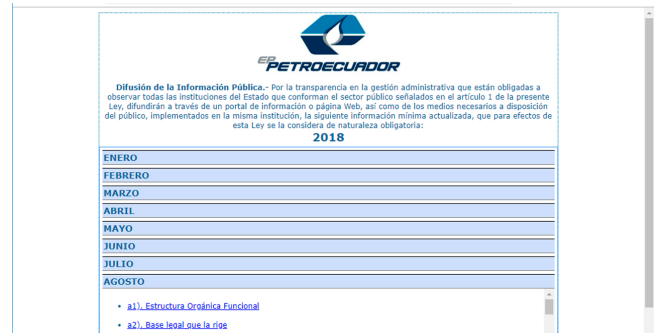 EP
PETROECUADOR
Difusión de la Información Pública.- Por la transparencia en la gestión administrativa que están obligadas a
observar todas las instituciones del Estado que conforman el sector público señalados en el artículo 1 de la presente
Ley, difundirán a través de un portal de información o página Web, así como de los medios necesarios a disposición
del público, implementados en la misma institución, la siguiente información mínima actualizada, que para efectos de
esta Ley se la considera de naturaleza obligatoria:
2018
ENERO
FEBRERO
MARZO
ABRIL
MAYO
JUNIO
JULIO
AGOSTO
• a1). Estructura Orgánica Funcional
• a2). Base legal que la rige